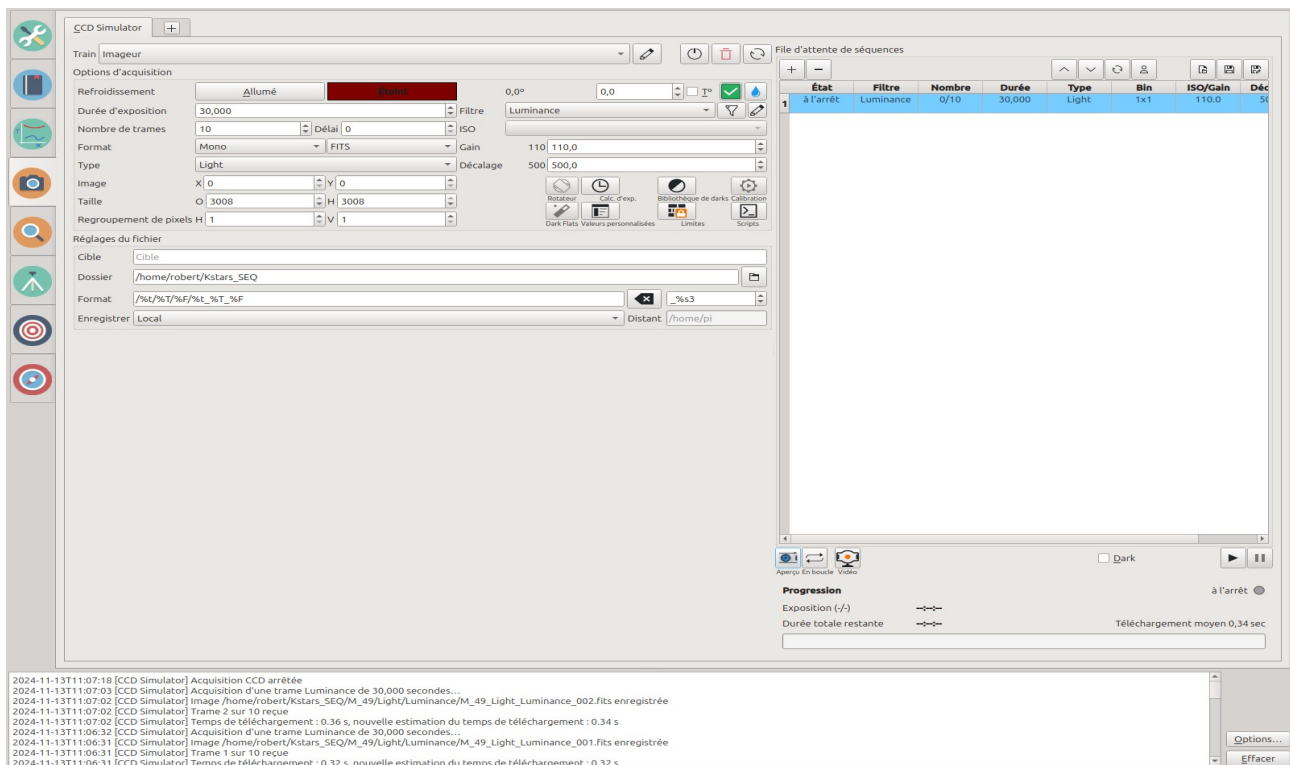 CCD Simulator
Train Imageur
Options d'acquisition
Refroidissement Allumé Éteint 0,0° 0,0 T°
Durée d'exposition 30,000 Filtre Luminance
Nombre de trames 10 Délai 0 ISO
Format Mono FITS Gain 110 110,0
Type Light Décalage 500 500,0
Image X 0 Y 0
Taille O 3008 H 3008
Rotateur Calc. d'exp. Bibliothèque de darks Calibration
Regroupement de pixels H 1 V 1
Dark Flats Valeurs personnalisées Limites Scripts
Réglages du fichier
Cible Cible
Dossier /home/robert/Kstars_SEQ
Format /%t/%T/%F/%t_%T_%F _%s3
Enregistrer Local Distant /home/pi
File d'attente de séquences
État Filtre Nombre Durée Type Bin ISO/Gain Déc
1 à l'arrêt Luminance 0/10 30,000 Light 1x1 110.0 50
Dark
Aperçu En boucle Vidéo
Progression à l'arrêt
Exposition (-/-) --:--:--
Durée totale restante --:--:-- Téléchargement moyen 0,34 sec
2024-11-13T11:07:18 [CCD Simulator] Acquisition CCD arrêtée
2024-11-13T11:07:03 [CCD Simulator] Acquisition d'une trame Luminance de 30,000 secondes...
2024-11-13T11:07:02 [CCD Simulator] Image /home/robert/Kstars_SEQ/M_49/Light/Luminance/M_49_Light_Luminance_002.fits enregistrée
2024-11-13T11:07:02 [CCD Simulator] Trame 2 sur 10 reçue
2024-11-13T11:07:02 [CCD Simulator] Temps de téléchargement : 0.36 s, nouvelle estimation du temps de téléchargement : 0.34 s
2024-11-13T11:06:32 [CCD Simulator] Acquisition d'une trame Luminance de 30,000 secondes...
2024-11-13T11:06:31 [CCD Simulator] Image /home/robert/Kstars_SEQ/M_49/Light/Luminance/M_49_Light_Luminance_001.fits enregistrée
2024-11-13T11:06:31 [CCD Simulator] Trame 1 sur 10 reçue
2024-11-13T11:06:31 [CCD Simulator] Temps de téléchargement : 0.32 s, nouvelle estimation du temps de téléchargement : 0.32 s
Options...
Effacer